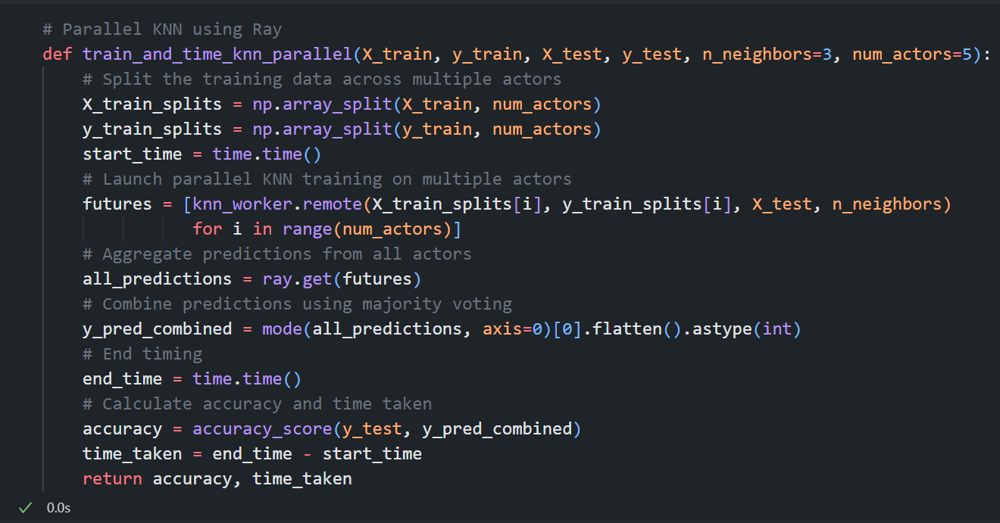 # Parallel KNN using Ray
def train_and_time_knn_parallel(X_train, y_train, X_test, y_test, n_neighbors=3, num_actors=5):
    # Split the training data across multiple actors
    X_train_splits = np.array_split(X_train, num_actors)
    y_train_splits = np.array_split(y_train, num_actors)
    start_time = time.time()
    # Launch parallel KNN training on multiple actors
    futures = [knn_worker.remote(X_train_splits[i], y_train_splits[i], X_test, n_neighbors)
               for i in range(num_actors)]
    # Aggregate predictions from all actors
    all_predictions = ray.get(futures)
    # Combine predictions using majority voting
    y_pred_combined = mode(all_predictions, axis=0)[0].flatten().astype(int)
    # End timing
    end_time = time.time()
    # Calculate accuracy and time taken
    accuracy = accuracy_score(y_test, y_pred_combined)
    time_taken = end_time - start_time
    return accuracy, time_taken
✓ 0.0s